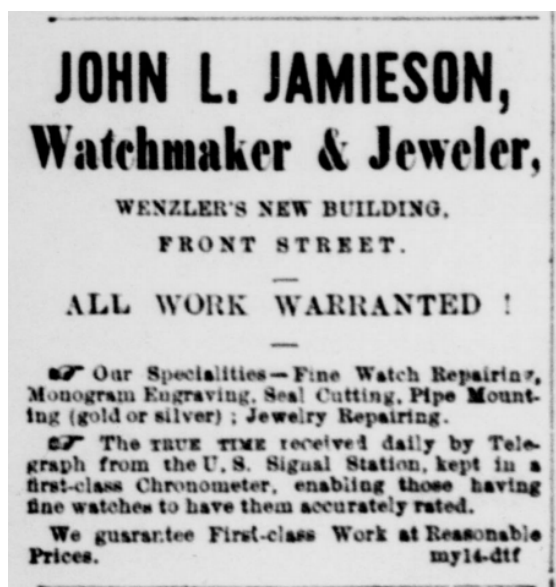 JOHN L. JAMIESON,
Watchmaker & Jeweler,
WENZLER'S NEW BUILDING,
FRONT STREET.
ALL WORK WARRANTED !
☞ Our Specialities—Fine Watch Repairing,
Monogram Engraving, Seal Cutting, Pipe Mount-
ing (gold or silver) ; Jewelry Repairing.
☞ The TRUE TIME received daily by Tele-
graph from the U. S. Signal Station, kept in a
first-class Chronometer, enabling those having
fine watches to have them accurately rated.
We guarantee First-class Work at Reasonable
Prices. my14-dtf